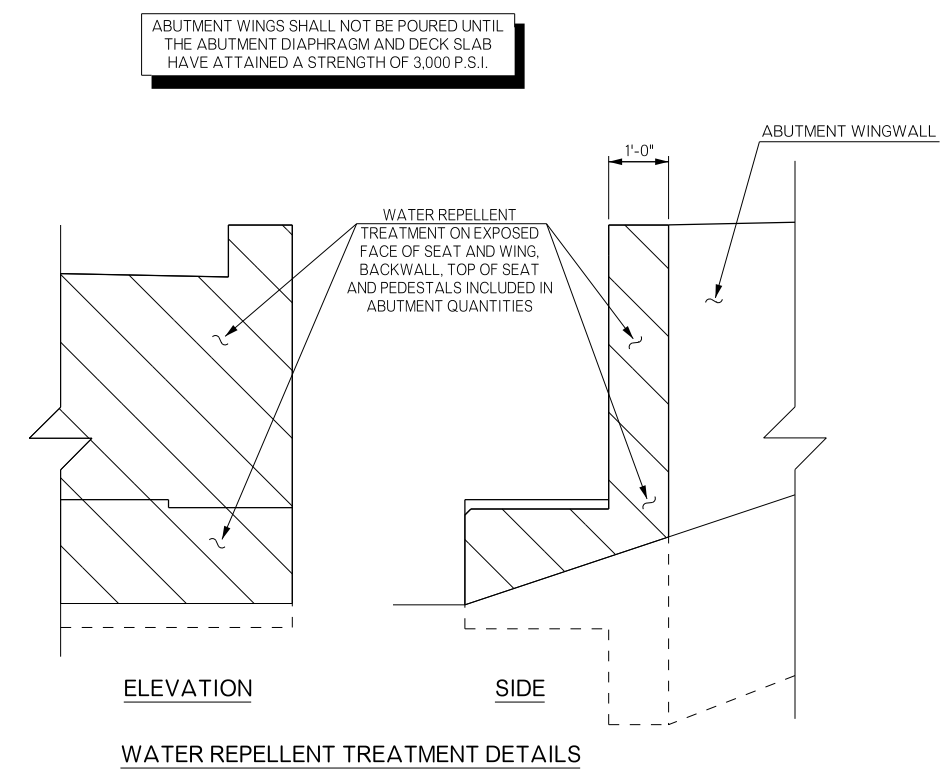 ABUTMENT WINGS SHALL NOT BE POURED UNTIL
THE ABUTMENT DIAPHRAGM AND DECK SLAB
HAVE ATTAINED A STRENGTH OF 3,000 P.S.I.
ABUTMENT WINGWALL
1'-0"
WATER REPELLENT
TREATMENT ON EXPOSED
FACE OF SEAT AND WING,
BACKWALL, TOP OF SEAT
AND PEDESTALS INCLUDED IN
ABUTMENT QUANTITIES
ELEVATION
SIDE
WATER REPELLENT TREATMENT DETAILS